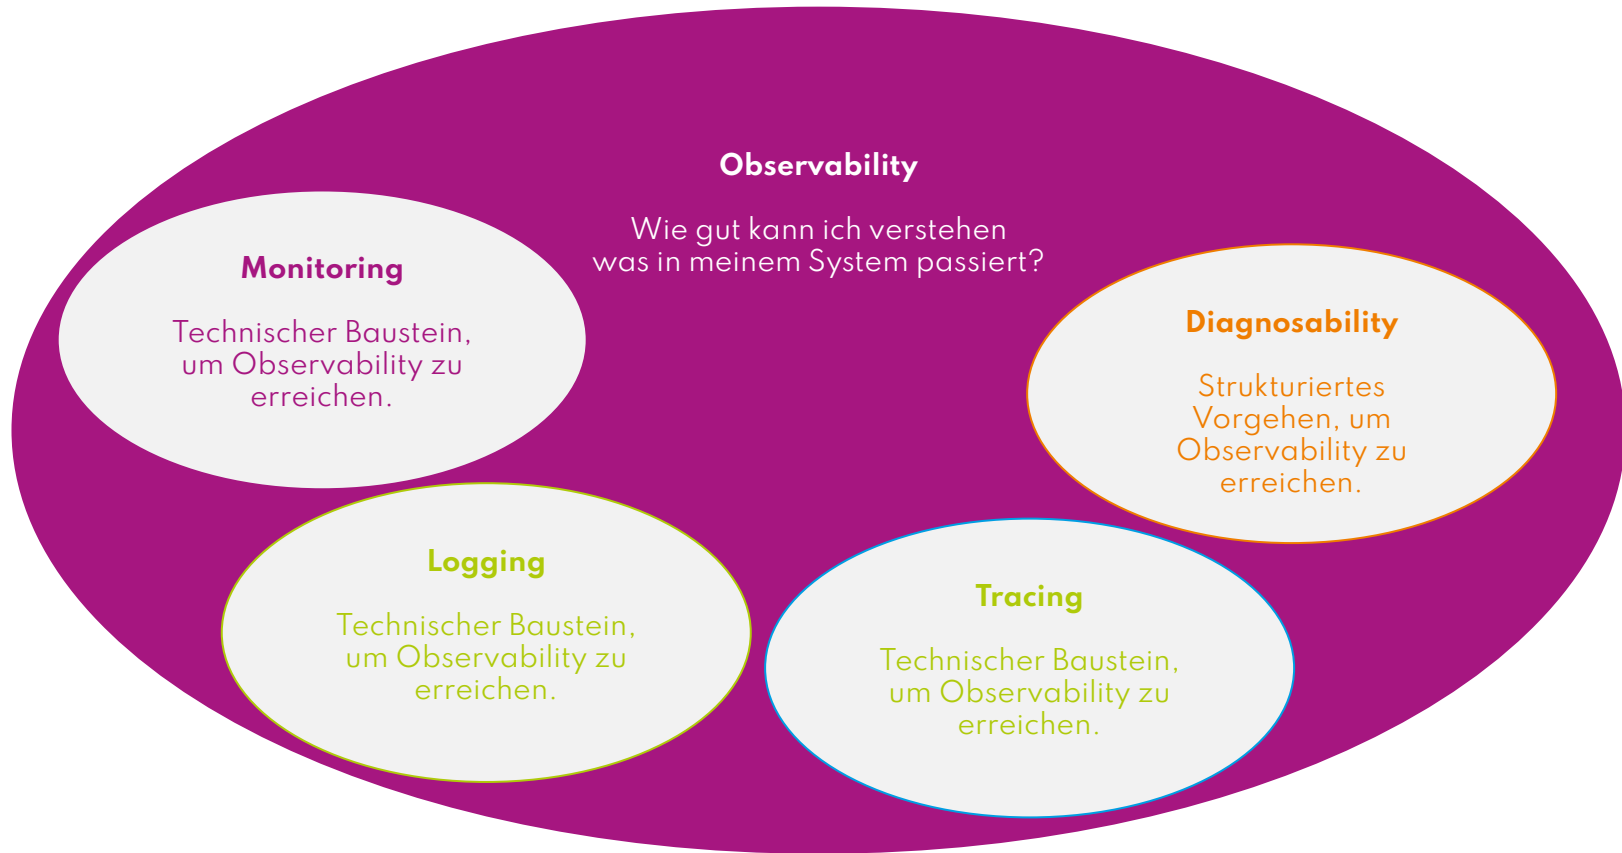 Observability
Wie gut kann ich verstehen
was in meinem System passiert?
Monitoring
Technischer Baustein,
um Observability zu
erreichen.
Diagnosability
Strukturiertes
Vorgehen, um
Observability zu
erreichen.
Logging
Technischer Baustein,
um Observability zu
erreichen.
Tracing
Technischer Baustein,
um Observability zu
erreichen.